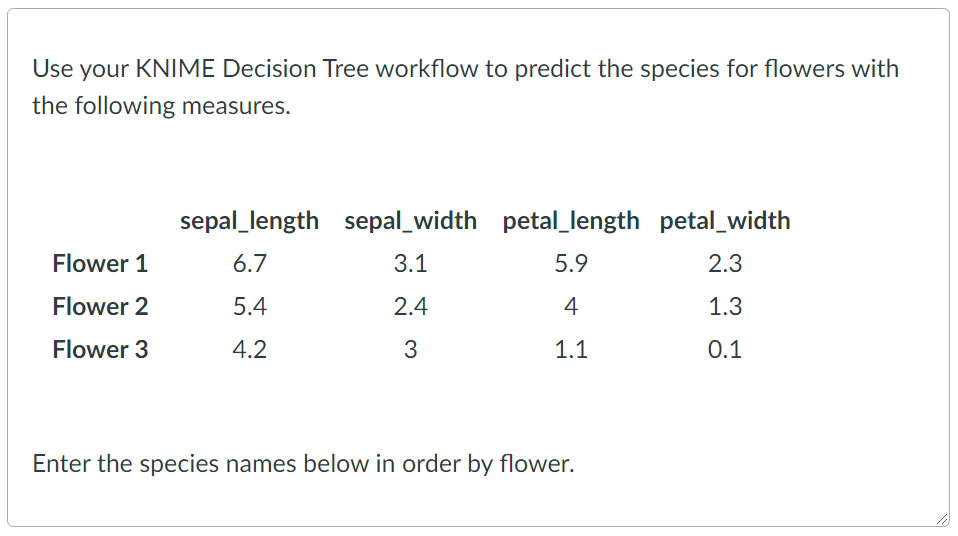 Use your KNIME Decision Tree workflow to predict the species for flowers with
the following measures.
sepal_length sepal_width petal_length petal_width
Flower 1 6.7 3.1 5.9 2.3
Flower 2 5.4 2.4 4 1.3
Flower 3 4.2 3 1.1 0.1
Enter the species names below in order by flower.